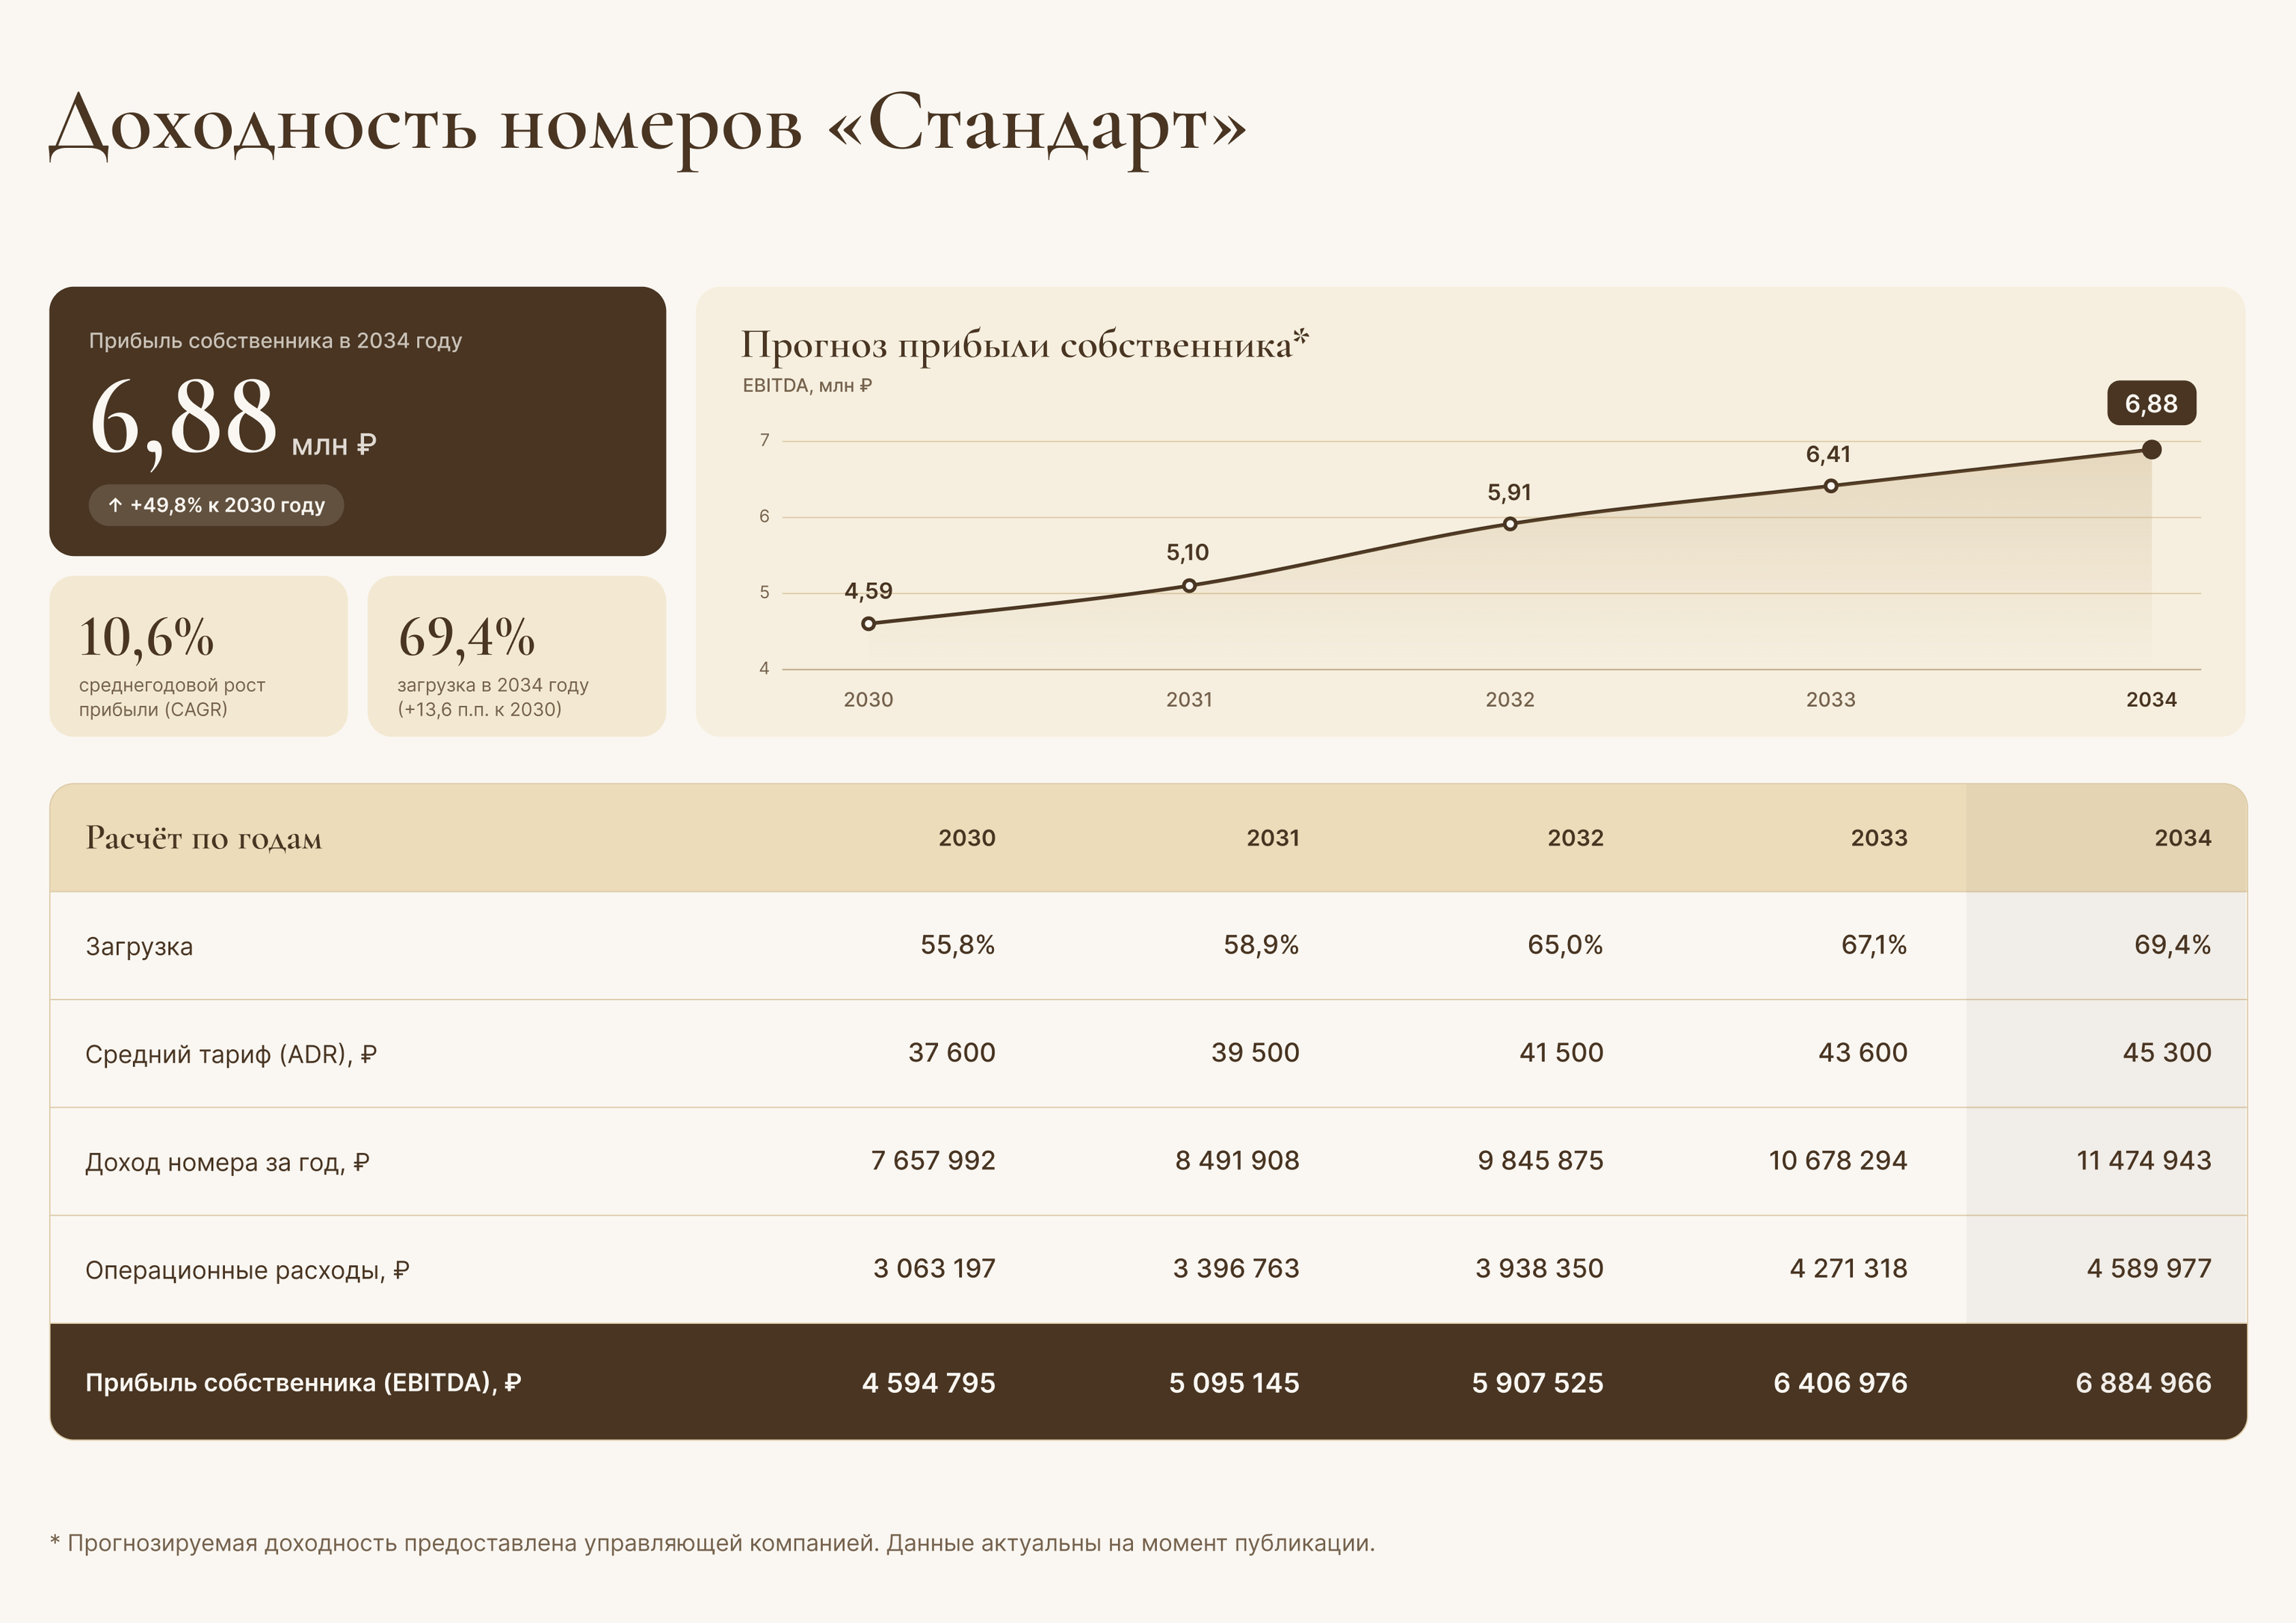 Доходность номеров «Стандарт»
Прибыль собственника в 2034 году
6,88 млн ₽
↑ +49,8% к 2030 году
10,6%
среднегодовой рост
прибыли (CAGR)
69,4%
загрузка в 2034 году
(+13,6 п.п. к 2030)
Прогноз прибыли собственника*
EBITDA, млн ₽
7
6
5
4
4,59
5,10
5,91
6,41
6,88
2030 2031 2032 2033 2034
Расчёт по годам 2030 2031 2032 2033 2034
Загрузка 55,8% 58,9% 65,0% 67,1% 69,4%
Средний тариф (ADR), ₽ 37 600 39 500 41 500 43 600 45 300
Доход номера за год, ₽ 7 657 992 8 491 908 9 845 875 10 678 294 11 474 943
Операционные расходы, ₽ 3 063 197 3 396 763 3 938 350 4 271 318 4 589 977
Прибыль собственника (EBITDA), ₽ 4 594 795 5 095 145 5 907 525 6 406 976 6 884 966
* Прогнозируемая доходность предоставлена управляющей компанией. Данные актуальны на момент публикации.